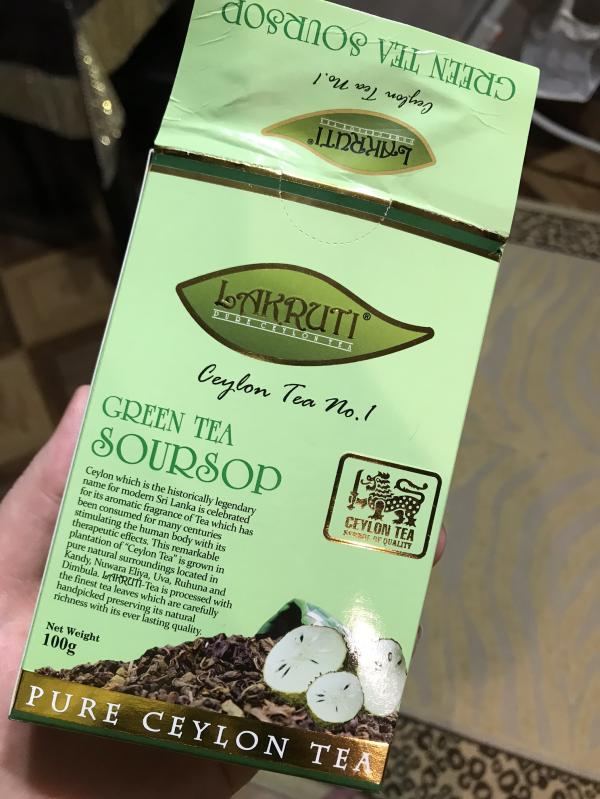 GREEN TEA SOURSOP
Ceylon Tea No.1
LAKRUTI®
LAKRUTI®
PURE CEYLON TEA
Ceylon Tea No.1
GREEN TEA
SOURSOP
Ceylon which is the historically legendary
name for modern Sri Lanka is celebrated
for its aromatic fragrance of Tea which has
been consumed for many centuries
stimulating the human body with its
therapeutic effects. This remarkable
plantation of "Ceylon Tea" is grown in
pure natural surroundings located in
Kandy, Nuwara Eliya, Uva, Ruhuna and
Dimbula. LAKRUTI-Tea is processed with
the finest tea leaves which are carefully
handpicked preserving its natural
richness with its ever lasting quality.
CEYLON TEA
SYMBOL OF QUALITY
Net Weight
100g
PURE CEYLON TEA